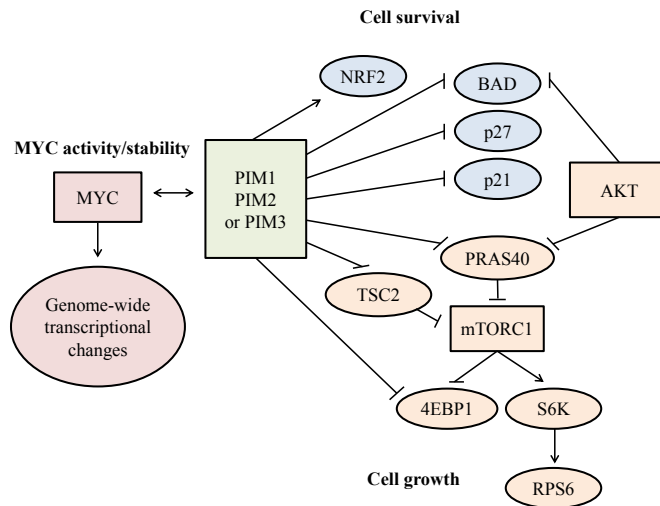 Cell survival
NRF2
BAD
p27
p21
MYC activity/stability
MYC
PIM1
PIM2
or PIM3
AKT
PRAS40
TSC2
mTORC1
Genome-wide
transcriptional
changes
4EBP1
S6K
Cell growth
RPS6